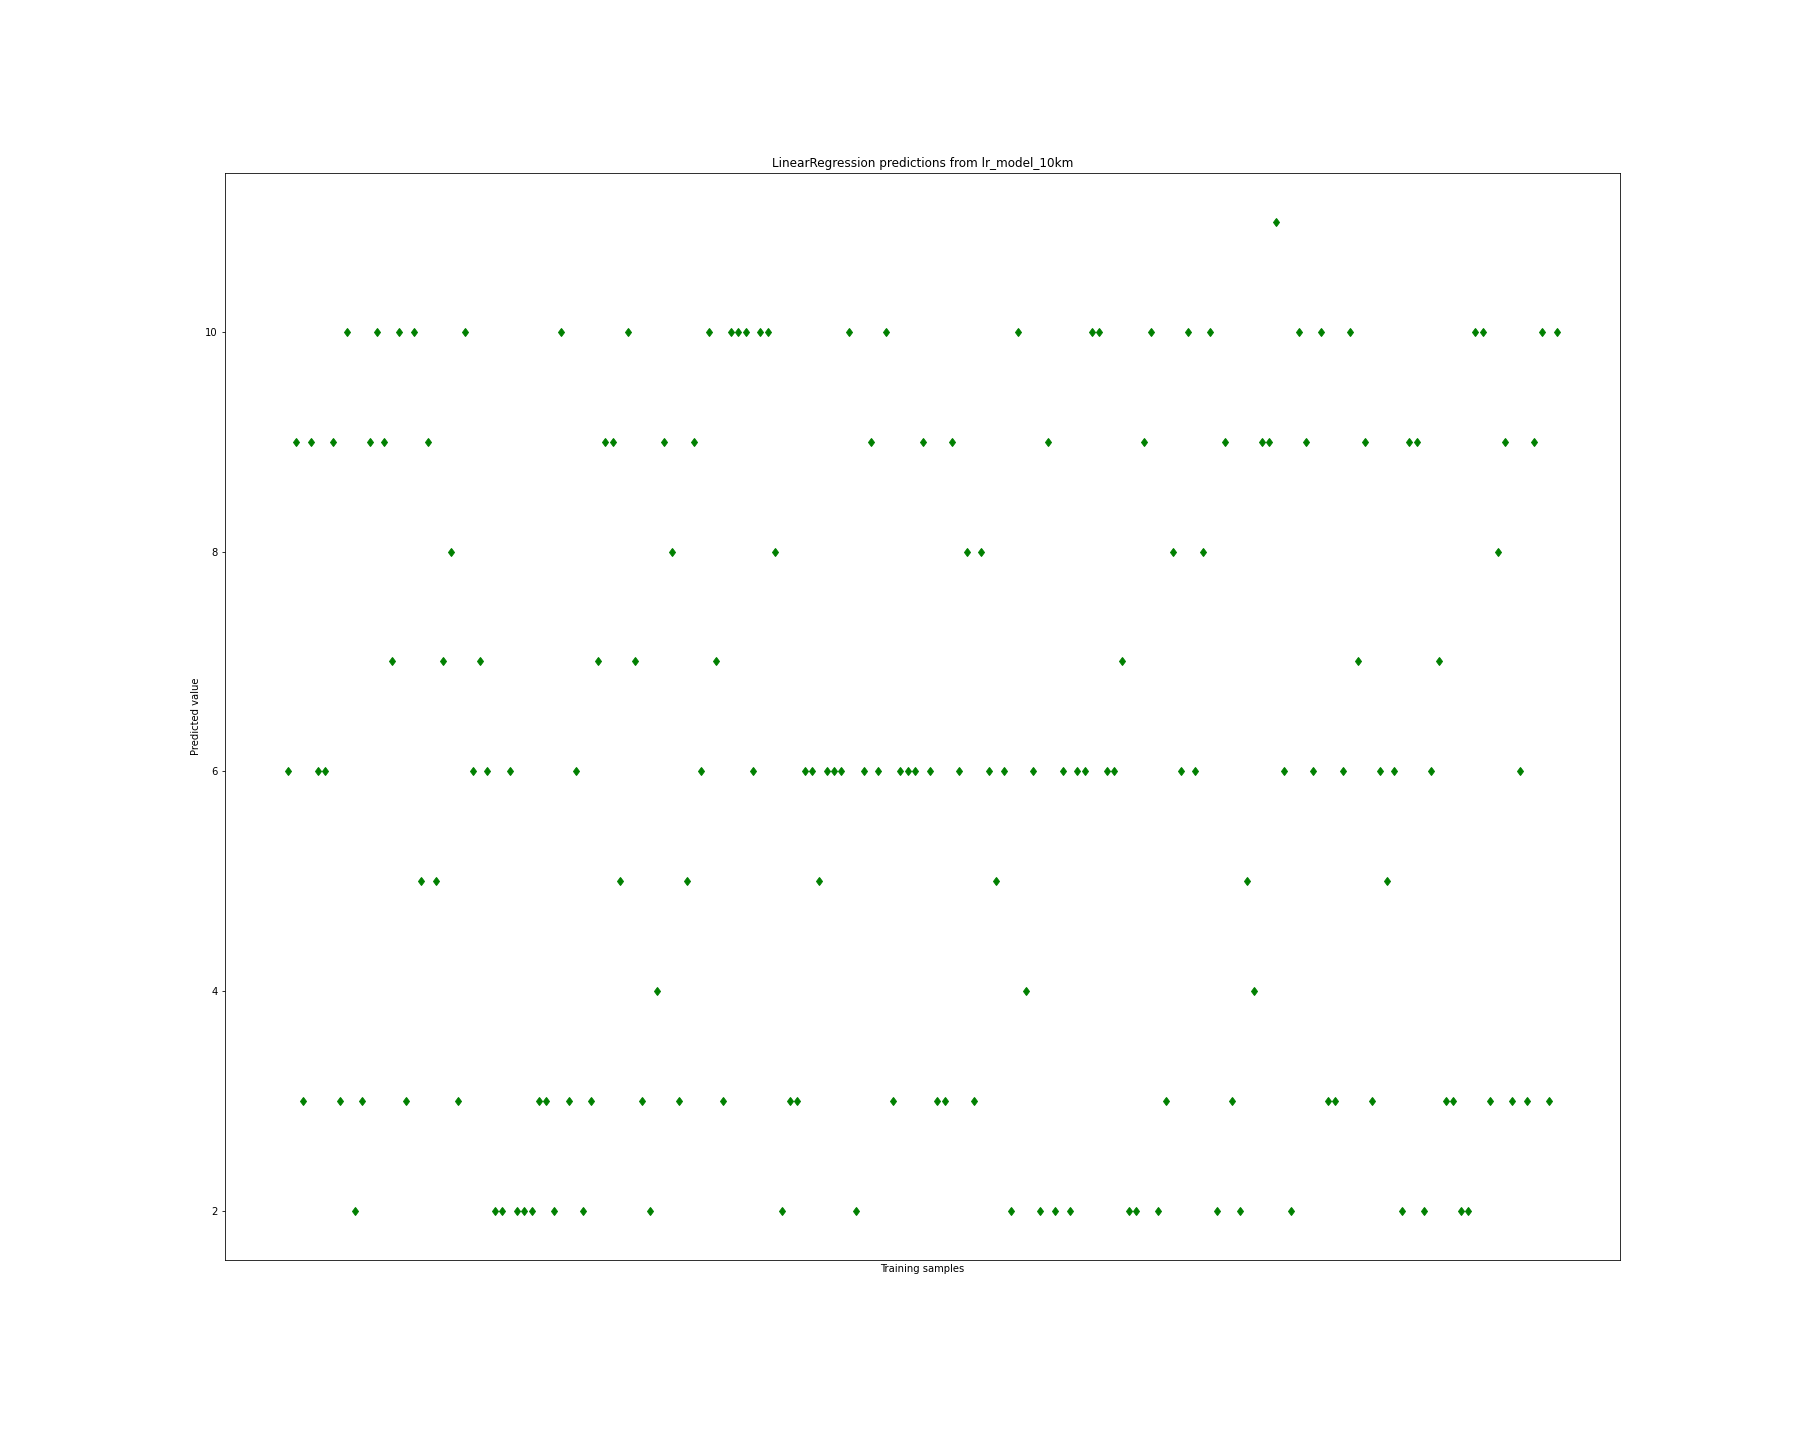 LinearRegression predictions from lr_model_10km
10
8
6
4
2
Predicted value
Training samples